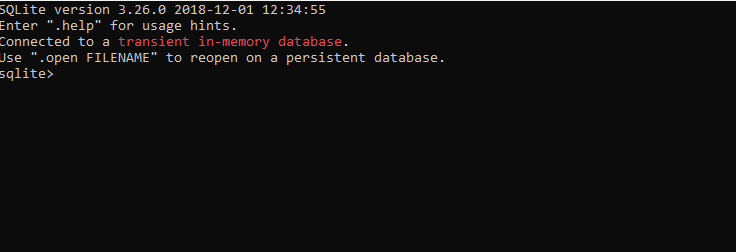 SQLite version 3.26.0 2018-12-01 12:34:55
Enter ".help" for usage hints.
Connected to a transient in-memory database.
Use ".open FILENAME" to reopen on a persistent database.
sqlite>